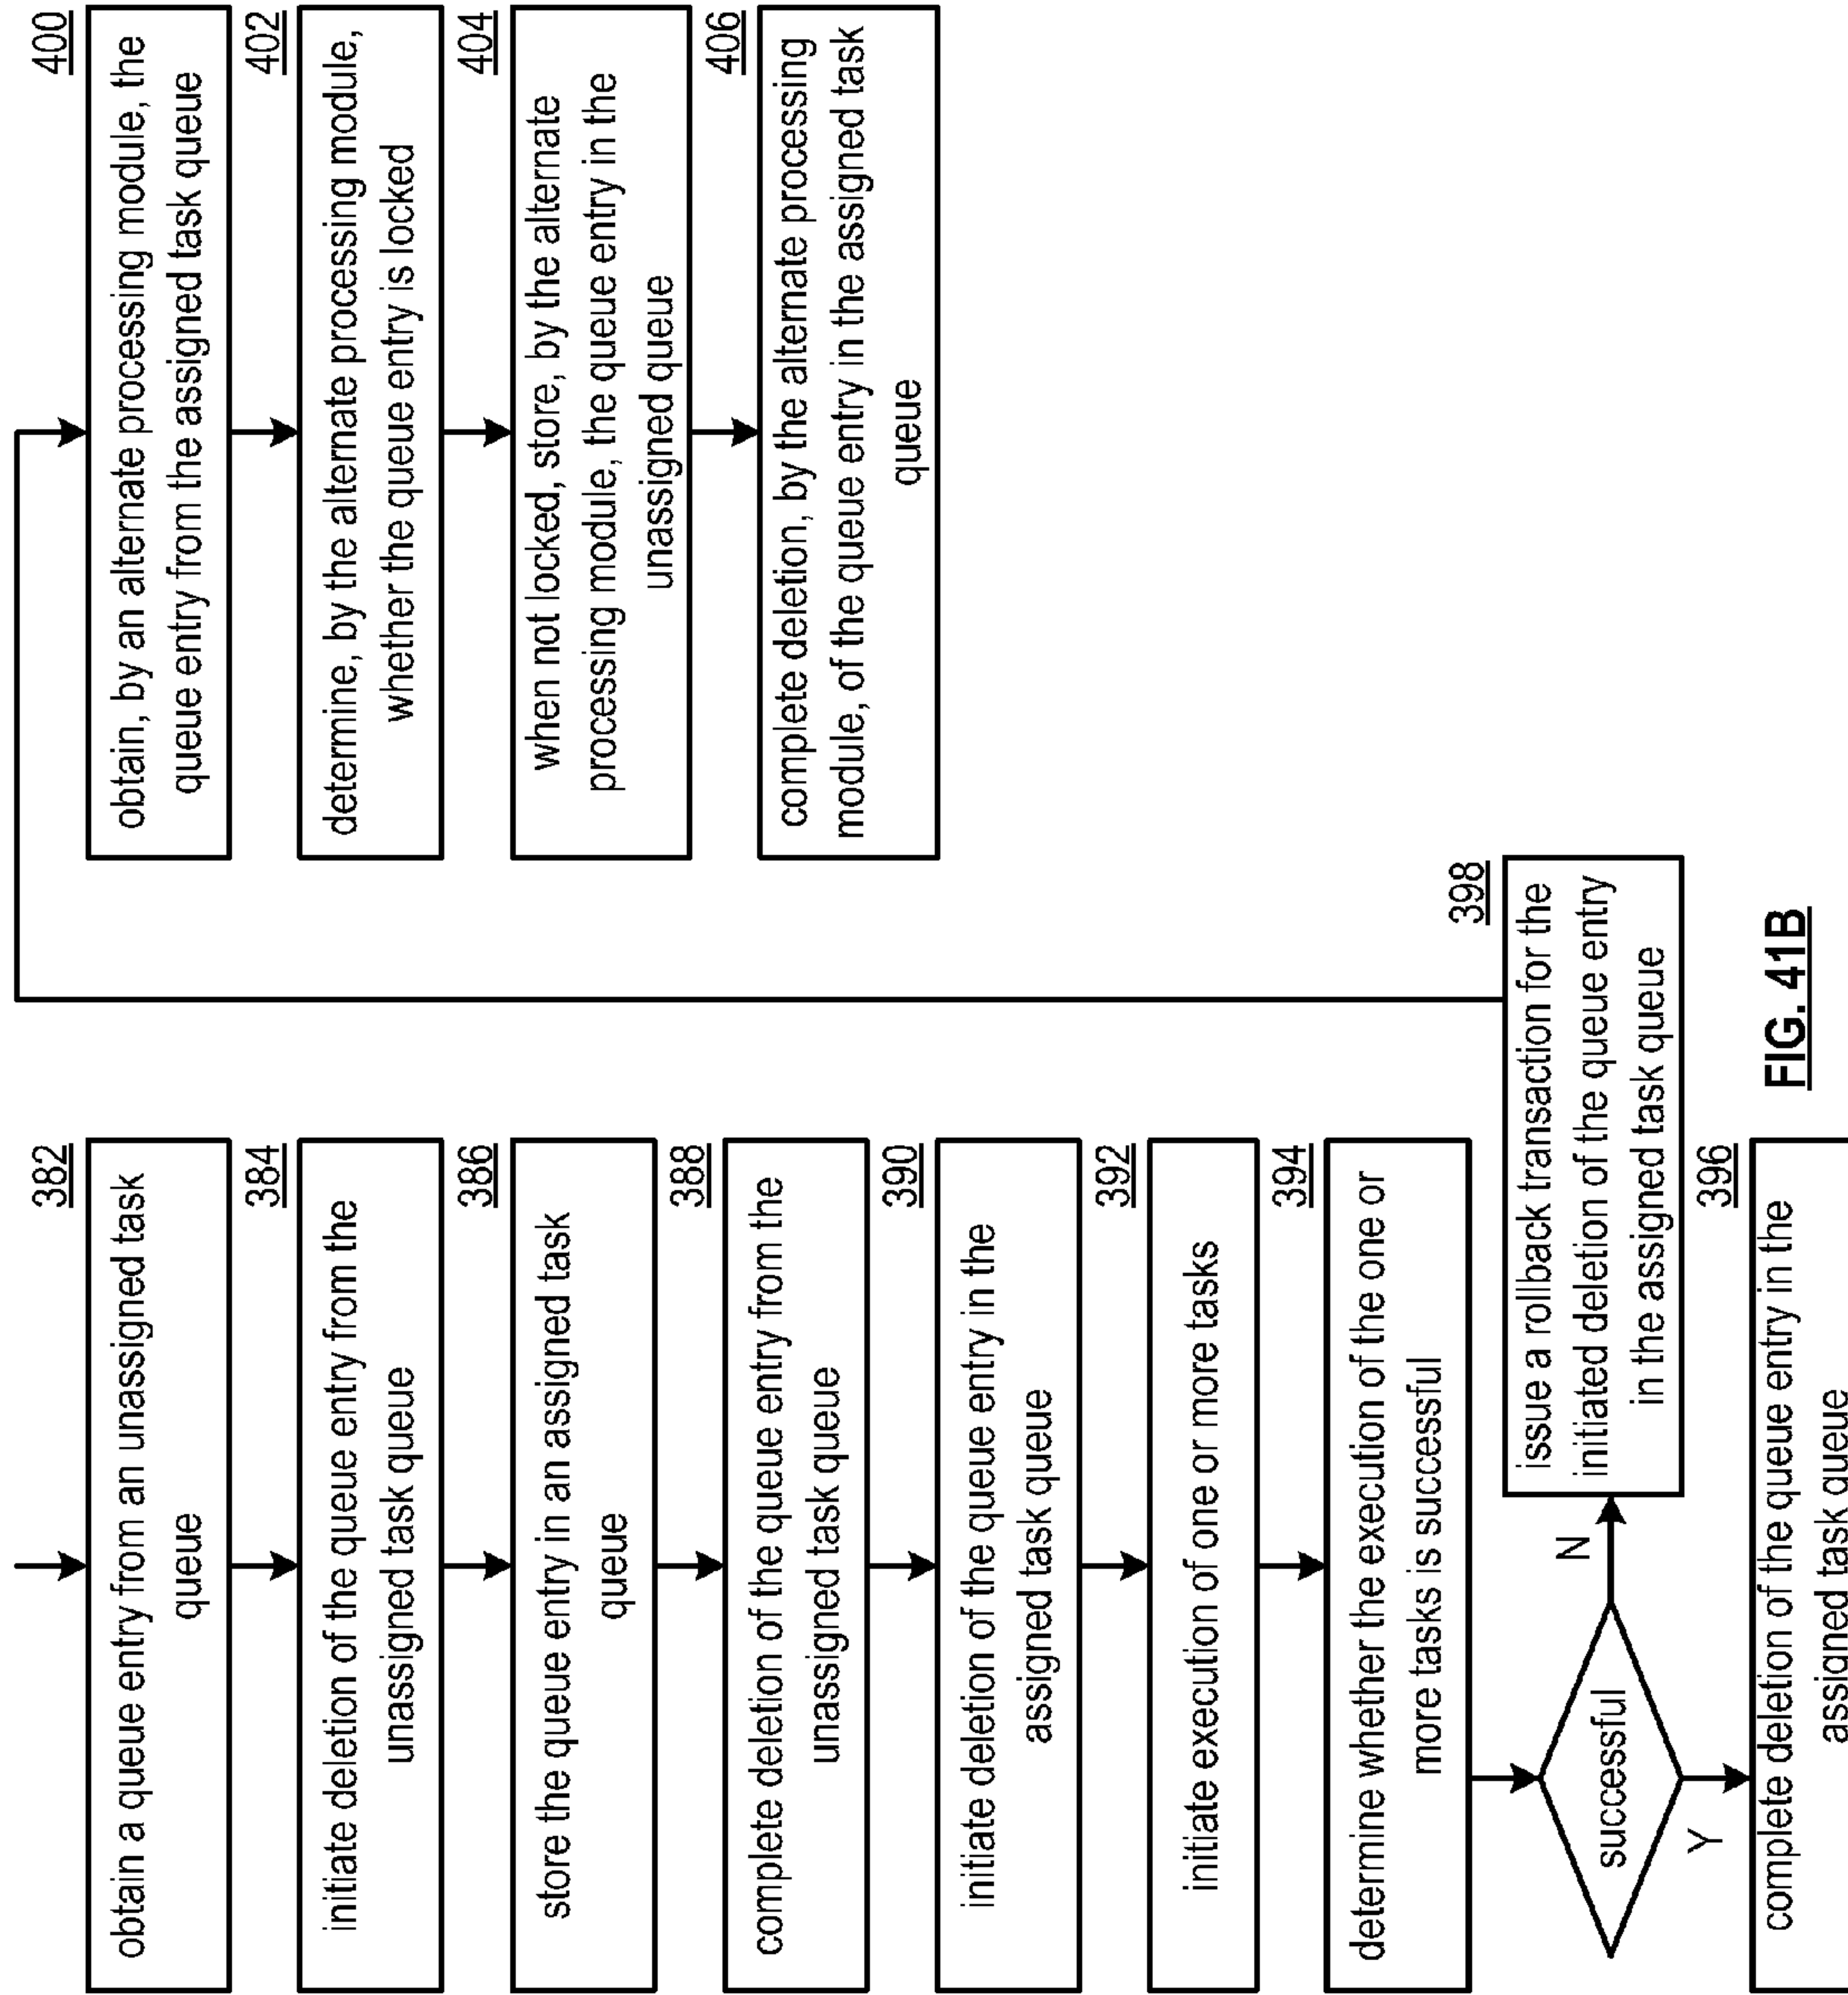 382
obtain a queue entry from an unassigned task
queue
384
initiate deletion of the queue entry from the
unassigned task queue
386
store the queue entry in an assigned task
queue
388
complete deletion of the queue entry from the
unassigned task queue
390
initiate deletion of the queue entry in the
assigned task queue
392
initiate execution of one or more tasks
394
determine whether the execution of the one or
more tasks is successful
successful
N
Y
396
complete deletion of the queue entry in the
assigned task queue
398
issue a rollback transaction for the
initiated deletion of the queue entry
in the assigned task queue
400
obtain, by an alternate processing module, the
queue entry from the assigned task queue
402
determine, by the alternate processing module,
whether the queue entry is locked
404
when not locked, store, by the alternate
processing module, the queue entry in the
unassigned queue
406
complete deletion, by the alternate processing
module, of the queue entry in the assigned task
queue
FIG. 41B